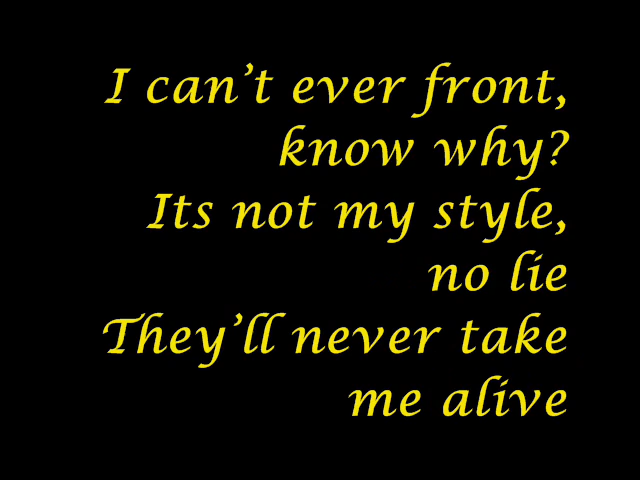 I can’t ever front,
know why?
Its not my style,
no lie
They’ll never take
me alive